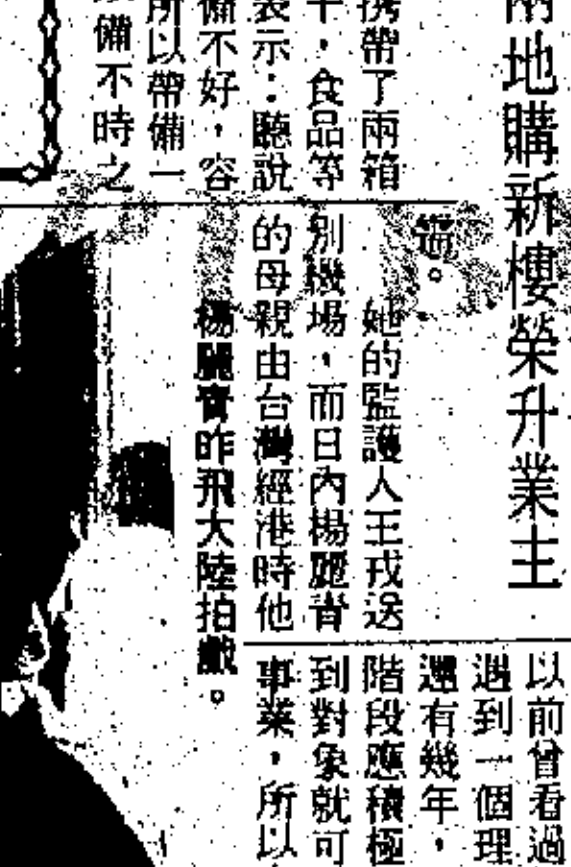 兩地購新樓榮升業主
攜帶了兩箱
干，食品等
表示：聽說
備不好，容
所以帶備一
備不時之
。
她的監護人王戎送
別機場，而日內楊麗菁
的母親由台灣經港時他
楊麗菁昨飛大陸拍戲。
以前曾看過
遇到一個理
還有幾年，
階段應積極
到對象就可
事業，所以